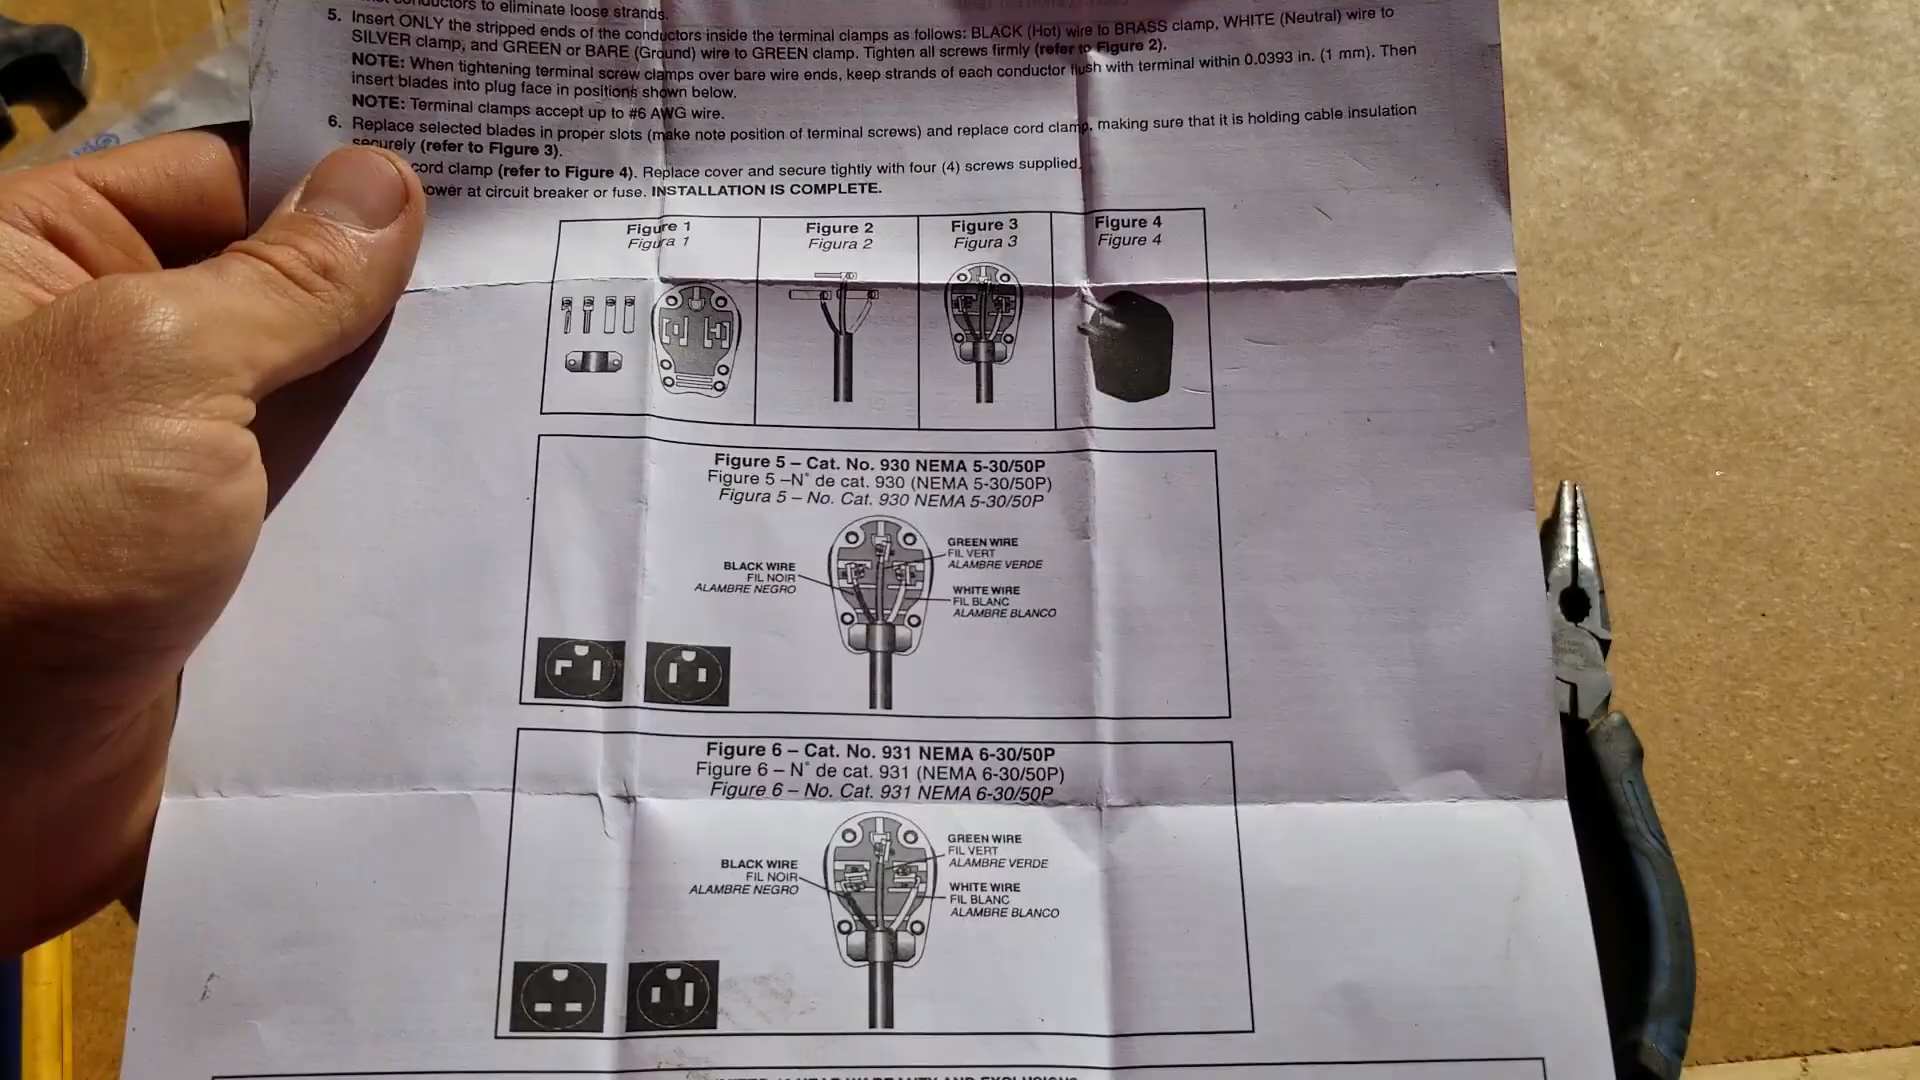 to eliminate loose strands.
5. Insert ONLY the stripped ends of the conductors inside the terminal clamps as follows: BLACK (Hot) wire to BRASS clamp, WHITE (Neutral) wire to
SILVER clamp, and GREEN or BARE (Ground) wire to GREEN clamp. Tighten all screws firmly (refer to Figure 2).
NOTE: When tightening terminal screw clamps over bare wire ends, keep strands of each conductor flush with terminal within 0.0393 in. (1 mm). Then
insert blades into plug face in positions shown below.
NOTE: Terminal clamps accept up to #6 AWG wire.
6. Replace selected blades in proper slots (make note position of terminal screws) and replace cord clamp, making sure that it is holding cable insulation
securely (refer to Figure 3).
cord clamp (refer to Figure 4). Replace cover and secure tightly with four (4) screws supplied.
power at circuit breaker or fuse. INSTALLATION IS COMPLETE.
Figure 1
Figura 1
Figure 2
Figura 2
Figure 3
Figura 3
Figure 4
Figure 4
Figure 5 – Cat. No. 930 NEMA 5-30/50P
Figure 5 –N° de cat. 930 (NEMA 5-30/50P)
Figura 5 – No. Cat. 930 NEMA 5-30/50P
BLACK WIRE
FIL NOIR
ALAMBRE NEGRO
GREEN WIRE
FIL VERT
ALAMBRE VERDE
WHITE WIRE
FIL BLANC
ALAMBRE BLANCO
Figure 6 – Cat. No. 931 NEMA 6-30/50P
Figure 6 – N° de cat. 931 (NEMA 6-30/50P)
Figure 6 – No. Cat. 931 NEMA 6-30/50P
BLACK WIRE
FIL NOIR
ALAMBRE NEGRO
GREEN WIRE
FIL VERT
ALAMBRE VERDE
WHITE WIRE
FIL BLANC
ALAMBRE BLANCO
WARRANTY AND EXCLUSIONS